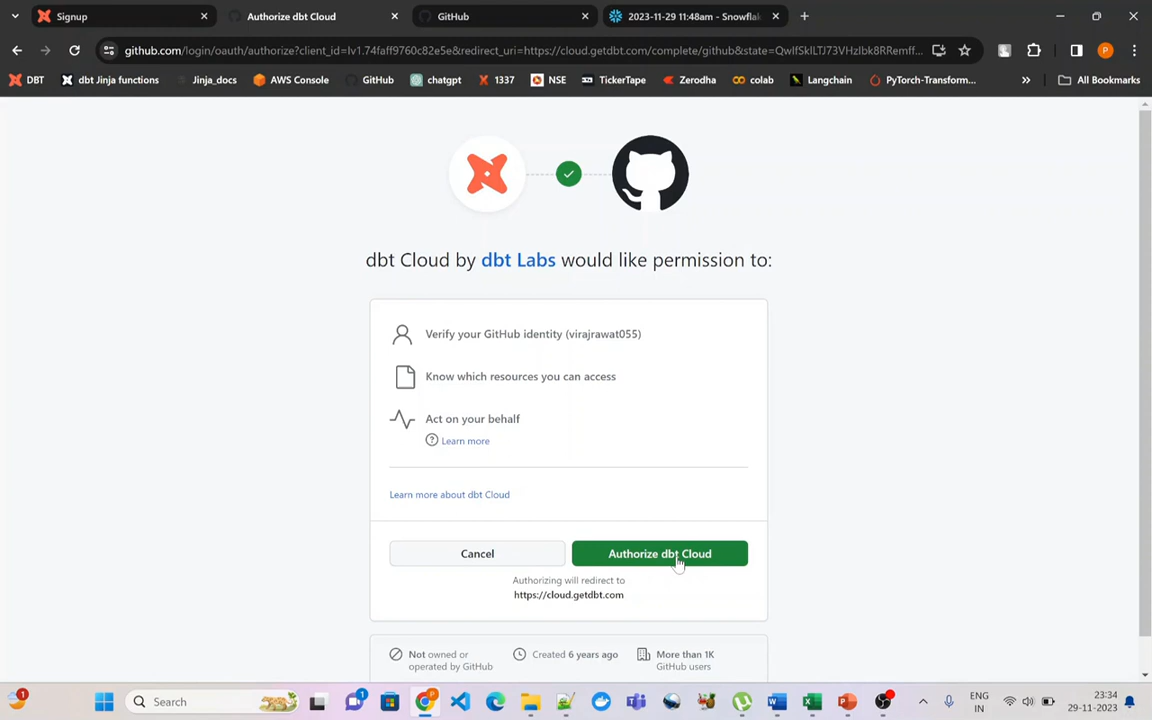 Signup
Authorize dbt Cloud
GitHub
2023-11-29 11:48am - Snowflak
github.com/login/oauth/authorize?client_id=Iv1.74faff9760c82e5e&redirect_uri=https://cloud.getdbt.com/complete/github&state=QwIfSkILTJ73VHzIbk8RRemff...
P
DBT
dbt Jinja functions
Jinja_docs
AWS Console
GitHub
chatgpt
1337
NSE
TickerTape
Zerodha
colab
Langchain
PyTorch-Transform...
All Bookmarks
dbt Cloud by dbt Labs would like permission to:
Verify your GitHub identity (virajrawat055)
Know which resources you can access
Act on your behalf
Learn more
Learn more about dbt Cloud
Cancel
Authorize dbt Cloud
Authorizing will redirect to
https://cloud.getdbt.com
Not owned or
operated by GitHub
Created 6 years ago
More than 1K
GitHub users
1
Search
1
ENG
IN
23:34
29-11-2023